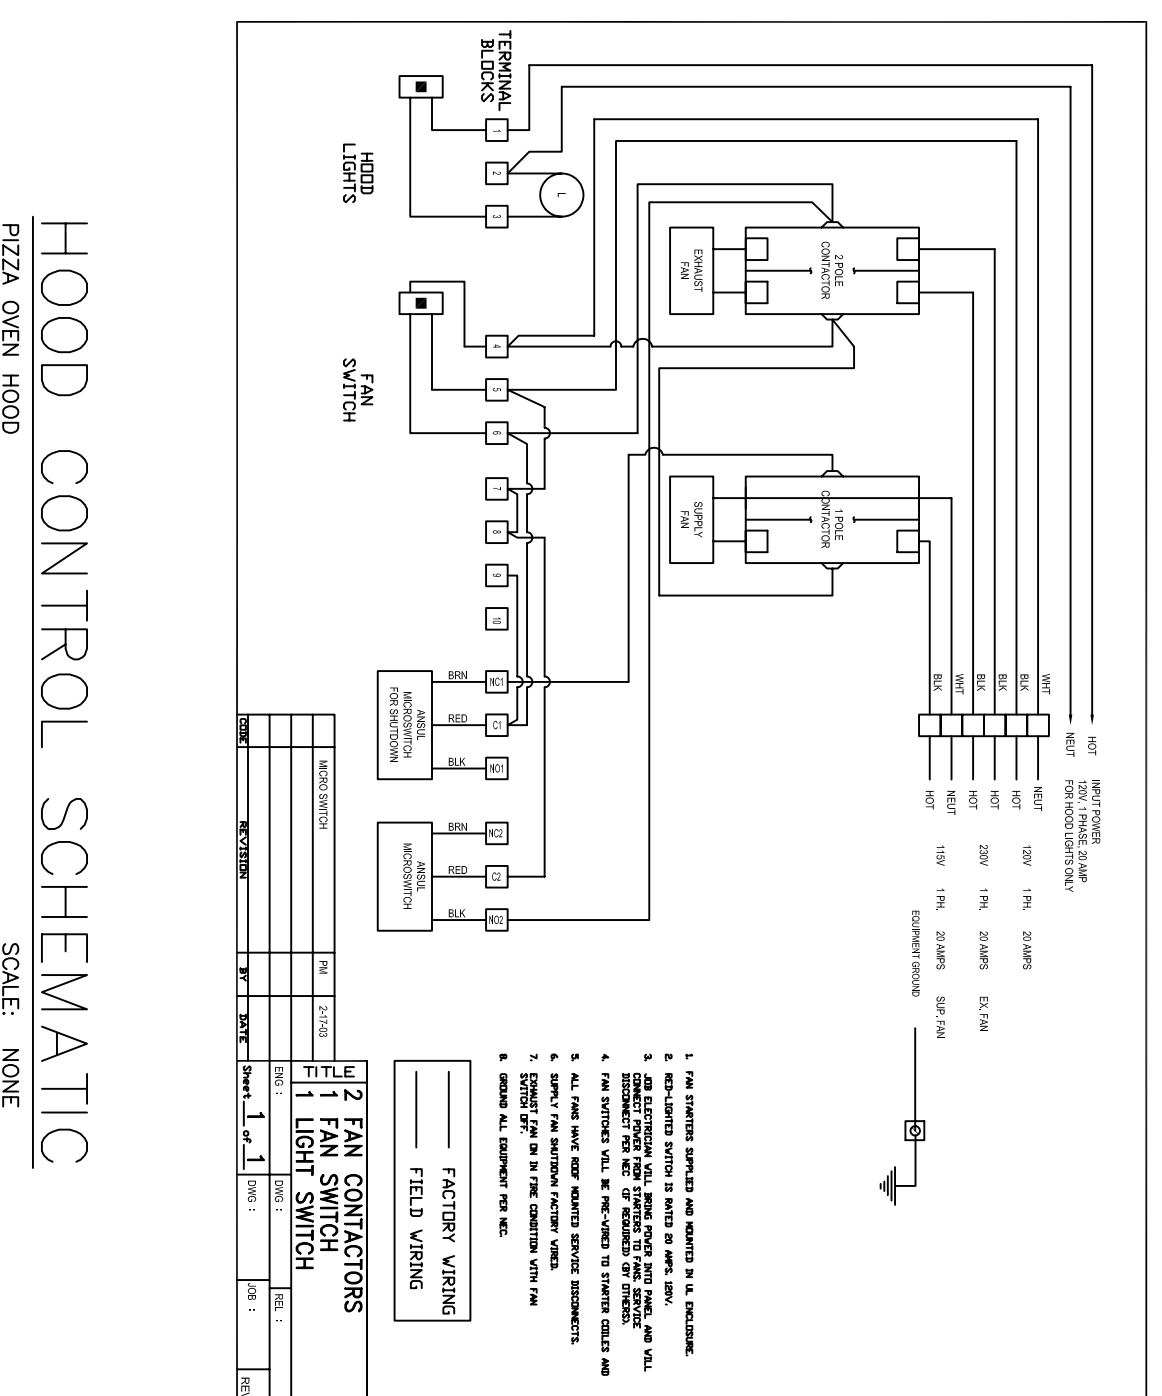 TERMINAL
BLOCKS
HOOD
LIGHTS
FAN
SWITCH
1
2
3
4
5
6
7
8
9
10
NC1
C1
NO1
NC2
C2
NO2
L
EXHAUST
FAN
2 POLE
CONTACTOR
SUPPLY
FAN
1 POLE
CONTACTOR
BRN
RED
BLK
ANSUL
MICROSWITCH
FOR SHUTDOWN
BRN
RED
BLK
ANSUL
MICROSWITCH
WHT
BLK
BLK
BLK
WHT
BLK
HOT
NEUT
INPUT POWER
120V, 1 PHASE, 20 AMP
FOR HOOD LIGHTS ONLY
NEUT
HOT
120V 1 PH. 20 AMPS
HOT
HOT
230V 1 PH. 20 AMPS EX. FAN
NEUT
HOT
115V 1 PH. 20 AMPS SUP. FAN
EQUIPMENT GROUND
1. FAN STARTERS SUPPLIED AND MOUNTED IN UL ENCLOSURE.
2. RED-LIGHTED SWITCH IS RATED 20 AMPS. 120V.
3. JOB ELECTRICIAN WILL BRING POWER INTO PANEL AND WILL
CONNECT POWER FROM STARTERS TO FANS. SERVICE
DISCONNECT PER NEC (IF REQUIRED) (BY OTHERS).
4. FAN SWITCHES WILL BE PRE-WIRED TO STARTER COILES AND
5. ALL FANS HAVE ROOF MOUNTED SERVICE DISCONNECTS.
6. SUPPLY FAN SHUTDOWN FACTORY WIRED.
7. EXHAUST FAN ON IN FIRE CONDITION WITH FAN
SWITCH OFF.
8. GROUND ALL EQUIPMENT PER NEC.
FACTORY WIRING
FIELD WIRING
TITLE
2 FAN CONTACTORS
1 FAN SWITCH
1 LIGHT SWITCH
MICRO SWITCH PM 2-17-03
CODE REVISION BY DATE
ENG : DWG : REL :
Sheet 1 of 1 DWG : JOB : REV
HOOD CONTROL SCHEMATIC
PIZZA OVEN HOOD SCALE: NONE